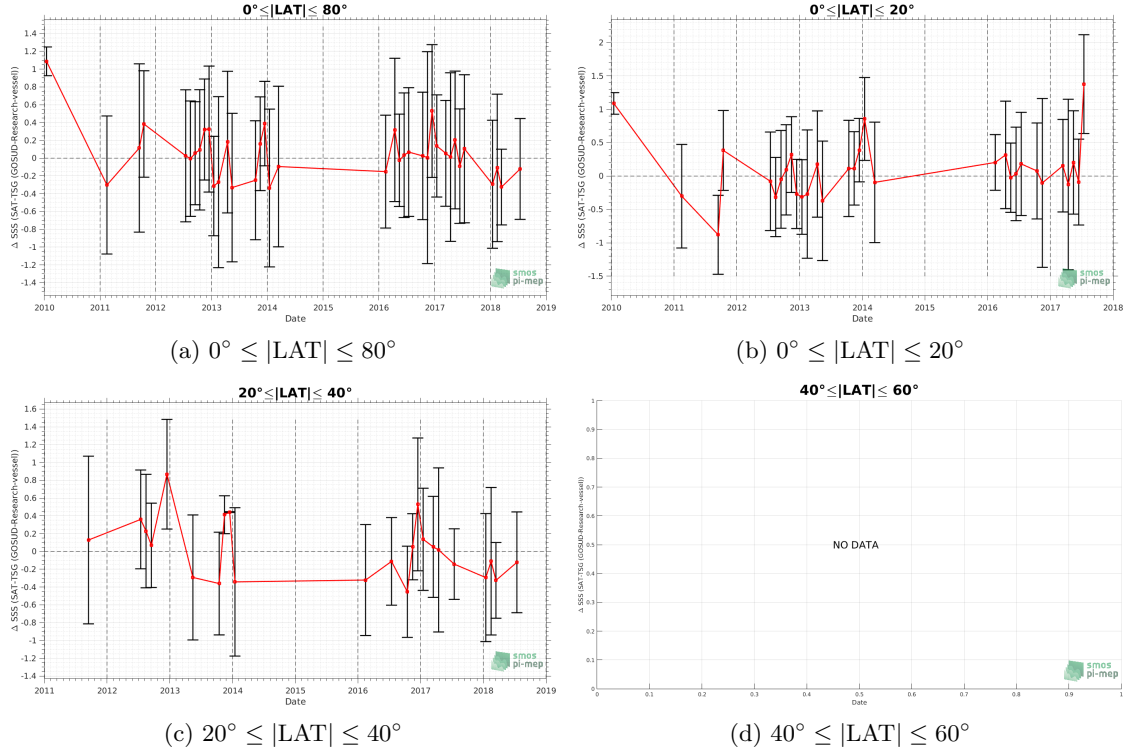 0°≤|LAT|≤ 80°
Δ SSS (SAT-TSG (GOSUD-Research-vessel))
1.4
1.2
1
0.8
0.6
0.4
0.2
0
-0.2
-0.4
-0.6
-0.8
-1
-1.2
-1.4
2010 2011 2012 2013 2014 2015 2016 2017 2018 2019
Date
smos
pi-mep
(a) 0° ≤ |LAT| ≤ 80°
0°≤|LAT|≤ 20°
Δ SSS (SAT-TSG (GOSUD-Research-vessel))
2
1.5
1
0.5
0
-0.5
-1
-1.5
2010 2011 2012 2013 2014 2015 2016 2017 2018
Date
smos
pi-mep
(b) 0° ≤ |LAT| ≤ 20°
20°≤|LAT|≤ 40°
Δ SSS (SAT-TSG (GOSUD-Research-vessel))
1.6
1.4
1.2
1
0.8
0.6
0.4
0.2
0
-0.2
-0.4
-0.6
-0.8
-1
-1.2
-1.4
2011 2012 2013 2014 2015 2016 2017 2018 2019
Date
smos
pi-mep
(c) 20° ≤ |LAT| ≤ 40°
40°≤|LAT|≤ 60°
Δ SSS (SAT-TSG (GOSUD-Research-vessel))
1
0.9
0.8
0.7
0.6
0.5
0.4
0.3
0.2
0.1
0
NO DATA
0 0.1 0.2 0.3 0.4 0.5 0.6 0.7 0.8 0.9 1
Date
smos
pi-mep
(d) 40° ≤ |LAT| ≤ 60°